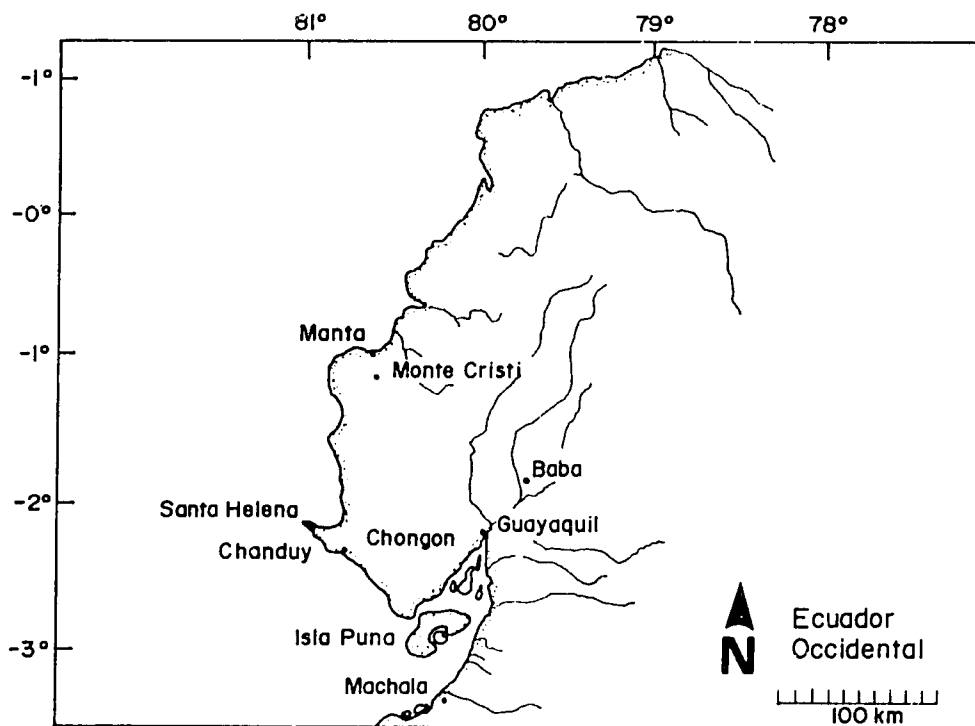 81° 80° 79° 78°
-1°
-0°
-1°
-2°
-3°
Manta
Monte Cristi
Baba
Santa Helena
Guayaquil
Chongon
Chanduy
Isla Puna
Machala
N
Ecuador
Occidental
100 km